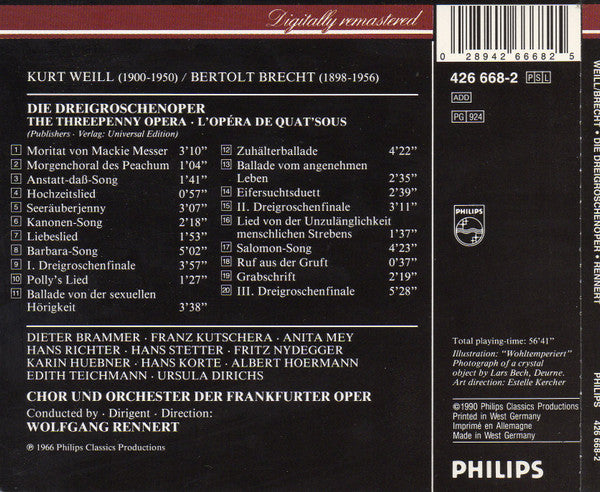 Digitally remastered
KURT WEILL (1900-1950) / BERTOLT BRECHT (1898-1956)
DIE DREIGROSCHENOPER
THE THREEPENNY OPERA · L'OPÉRA DE QUAT'SOUS
(Publishers · Verlag: Universal Edition)
1 Moritat von Mackie Messer 3'10"
2 Morgenchoral des Peachum 1'04"
3 Anstatt-daß-Song 1'41"
4 Hochzeitslied 0'57"
5 Seeräuberjenny 3'07"
6 Kanonen-Song 2'18"
7 Liebeslied 1'53"
8 Barbara-Song 5'02"
9 I. Dreigroschenfinale 3'57"
10 Polly's Lied 1'27"
11 Ballade von der sexuellen
Hörigkeit 3'38"
12 Zuhälterballade 4'22"
13 Ballade vom angenehmen
Leben 2'35"
14 Eifersuchtsduett 2'39"
15 II. Dreigroschenfinale 3'11"
16 Lied von der Unzulänglichkeit
menschlichen Strebens 1'37"
17 Salomon-Song 4'23"
18 Ruf aus der Gruft 0'37"
19 Grabschrift 2'19"
20 III. Dreigroschenfinale 5'28"
DIETER BRAMMER · FRANZ KUTSCHERA · ANITA MEY
HANS RICHTER · HANS STETTER · FRITZ NYDEGGER
KARIN HUEBNER · HANS KORTE · ALBERT HOERMANN
EDITH TEICHMANN · URSULA DIRICHS
CHOR UND ORCHESTER DER FRANKFURTER OPER
Conducted by · Dirigent · Direction:
WOLFGANG RENNERT
℗ 1966 Philips Classics Productions
0 28942 66682 5
426 668-2 PSL
ADD
PG 924
PHILIPS
Total playing-time: 56'41"
Illustration: "Wohltemperiert"
Photograph of a crystal
object by Lars Bech, Deurne.
Art direction: Estelle Kercher
©1990 Philips Classics Productions
Printed in West Germany
Imprimé en Allemagne
Made in West Germany
PHILIPS
WEILL/BRECHT · DIE DREIGROSCHENOPER · RENNERT
PHILIPS 426 668-2